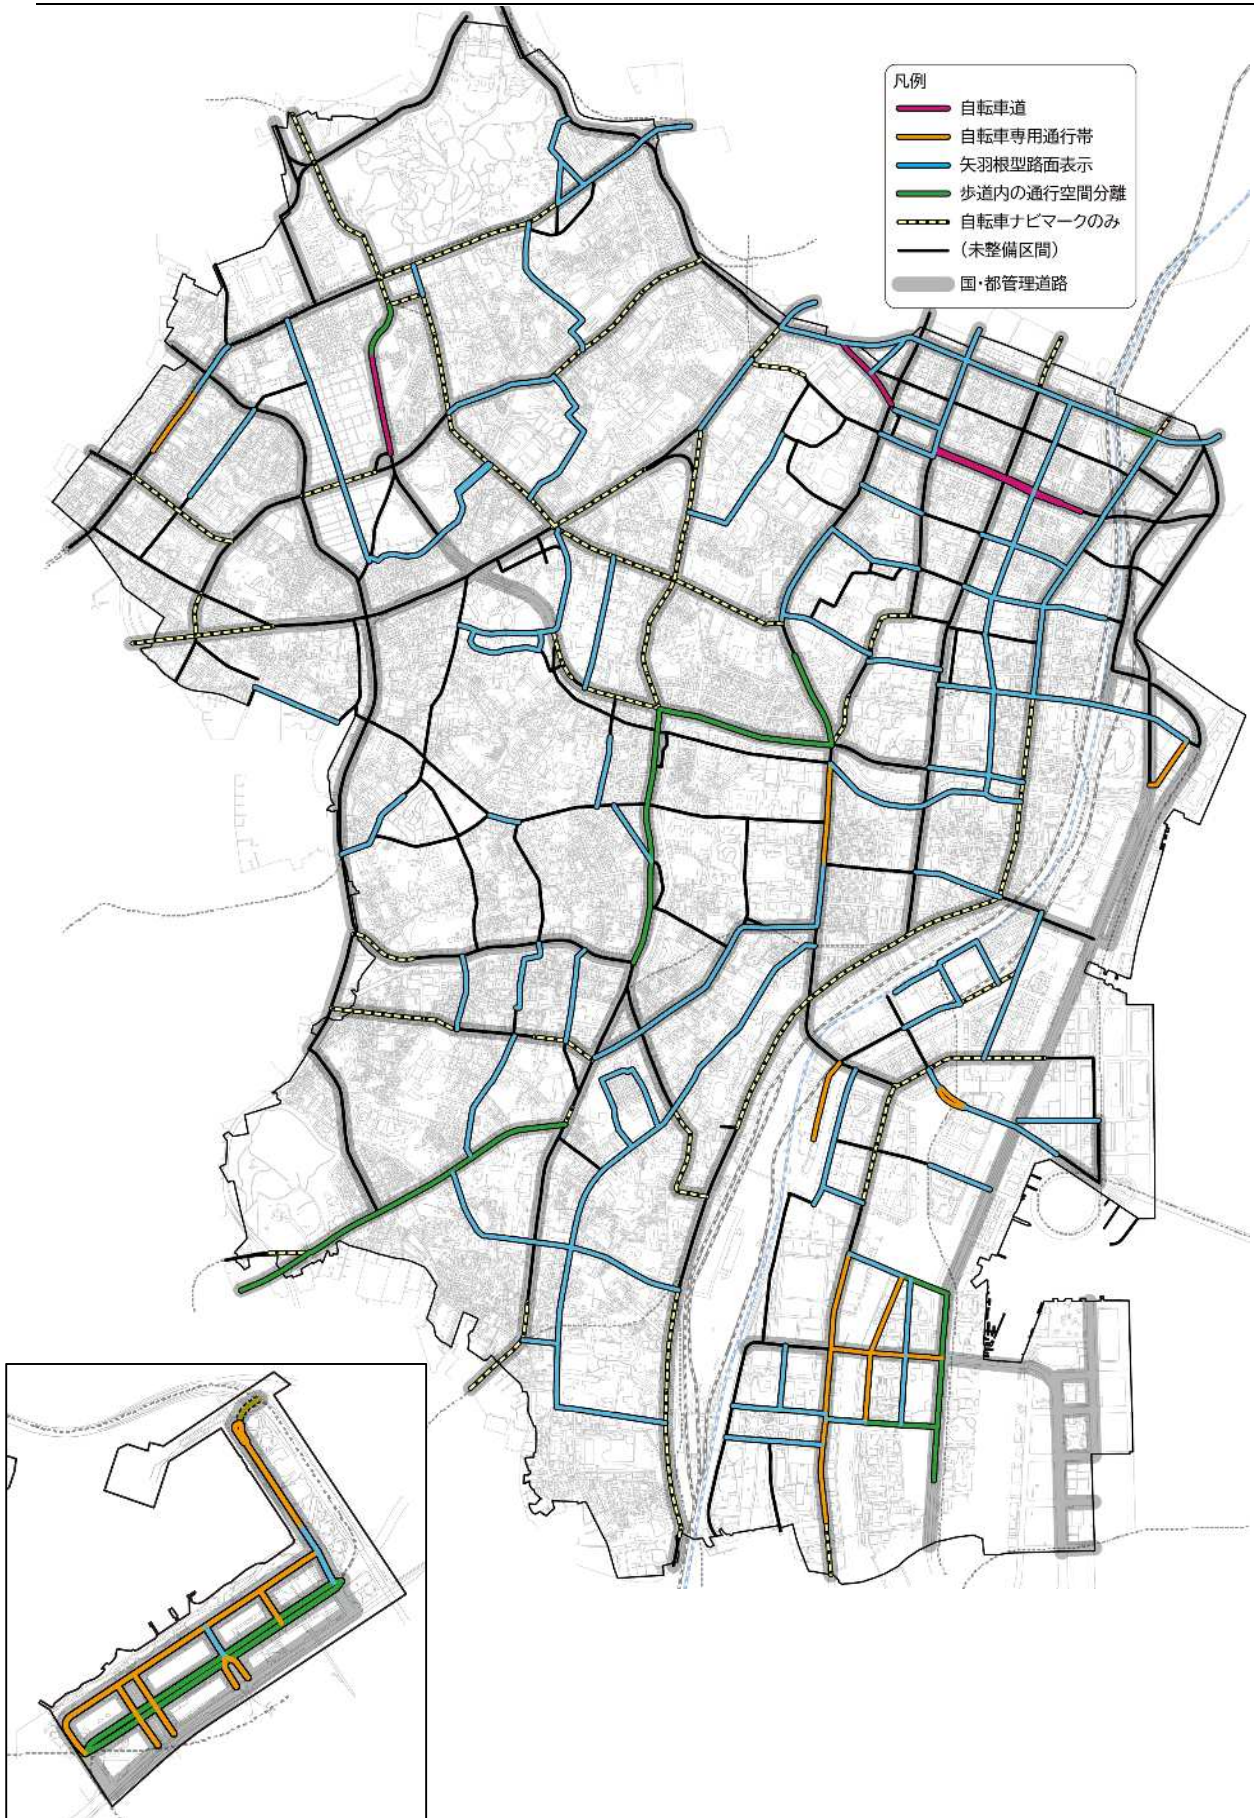 凡例
自転車道
自転車専用通行帯
矢羽根型路面表示
歩道内の通行空間分離
自転車ナビマークのみ
(未整備区間)
国・都管理道路